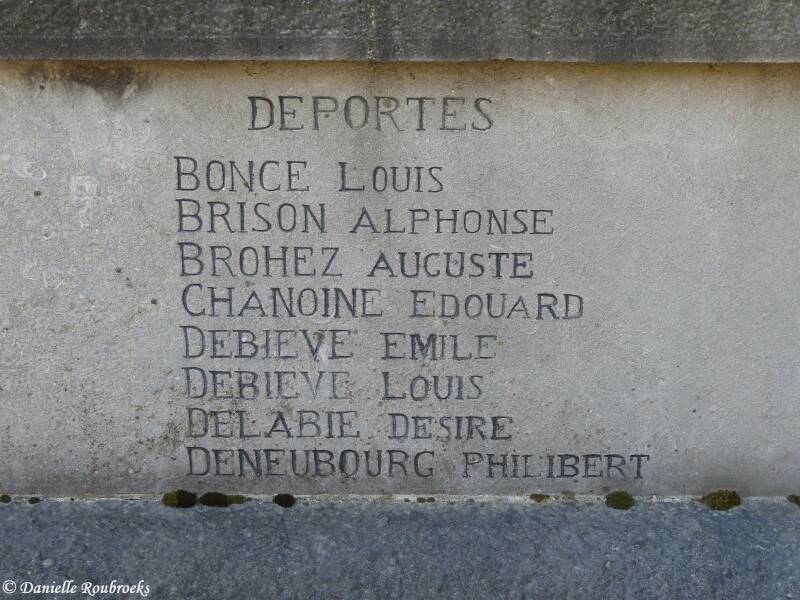 DEPORTES
BONCE LOUIS
BRISON ALPHONSE
BROHEZ AUGUSTE
CHANOINE EDOUARD
DEBIEVE EMILE
DEBIEVE LOUIS
DELABIE DESIRE
DENEUBOURG PHILIBERT
© Danielle Roubroeks